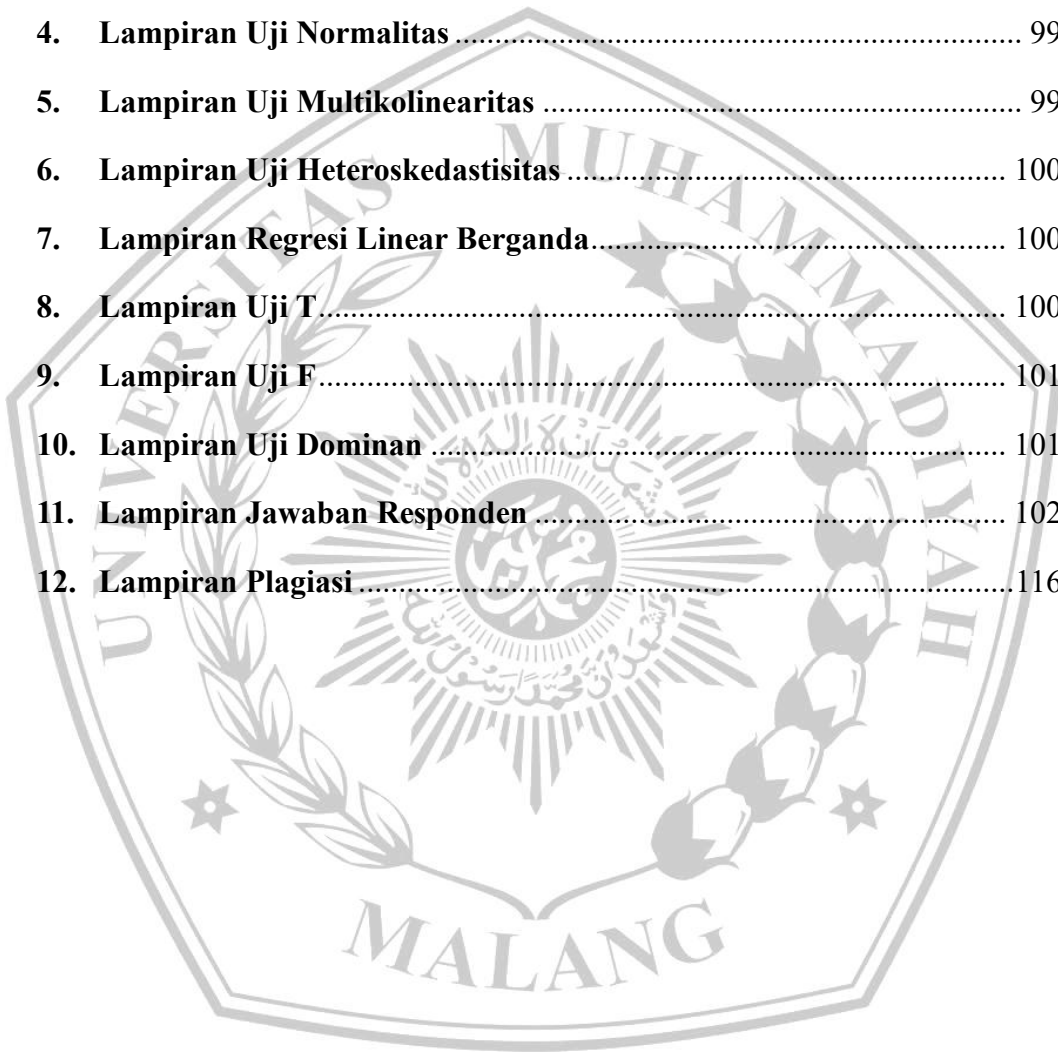 4. Lampiran Uji Normalitas ........ 99
5. Lampiran Uji Multikolinearitas ........ 99
6. Lampiran Uji Heteroskedastisitas ........ 100
7. Lampiran Regresi Linear Berganda ........ 100
8. Lampiran Uji T ........ 100
9. Lampiran Uji F ........ 101
10. Lampiran Uji Dominan ........ 101
11. Lampiran Jawaban Responden ........ 102
12. Lampiran Plagiasi ........ 116
UNIVERSITAS MUHAMMADIYAH
MALANG